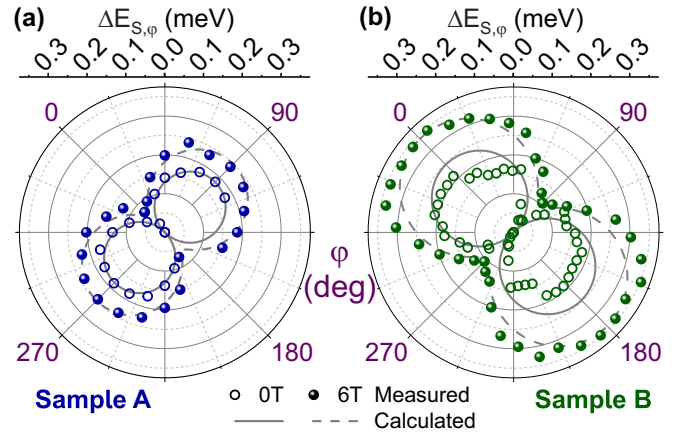 (a) ΔE_S,φ (meV) (b) ΔE_S,φ (meV)
0.3 0.2 0.1 0.0 0.1 0.2 0.3 0.3 0.2 0.1 0.0 0.1 0.2 0.3
0 90 0 90
φ
(deg)
270 180 270 180
Sample A 0T 6T Measured Sample B
Calculated